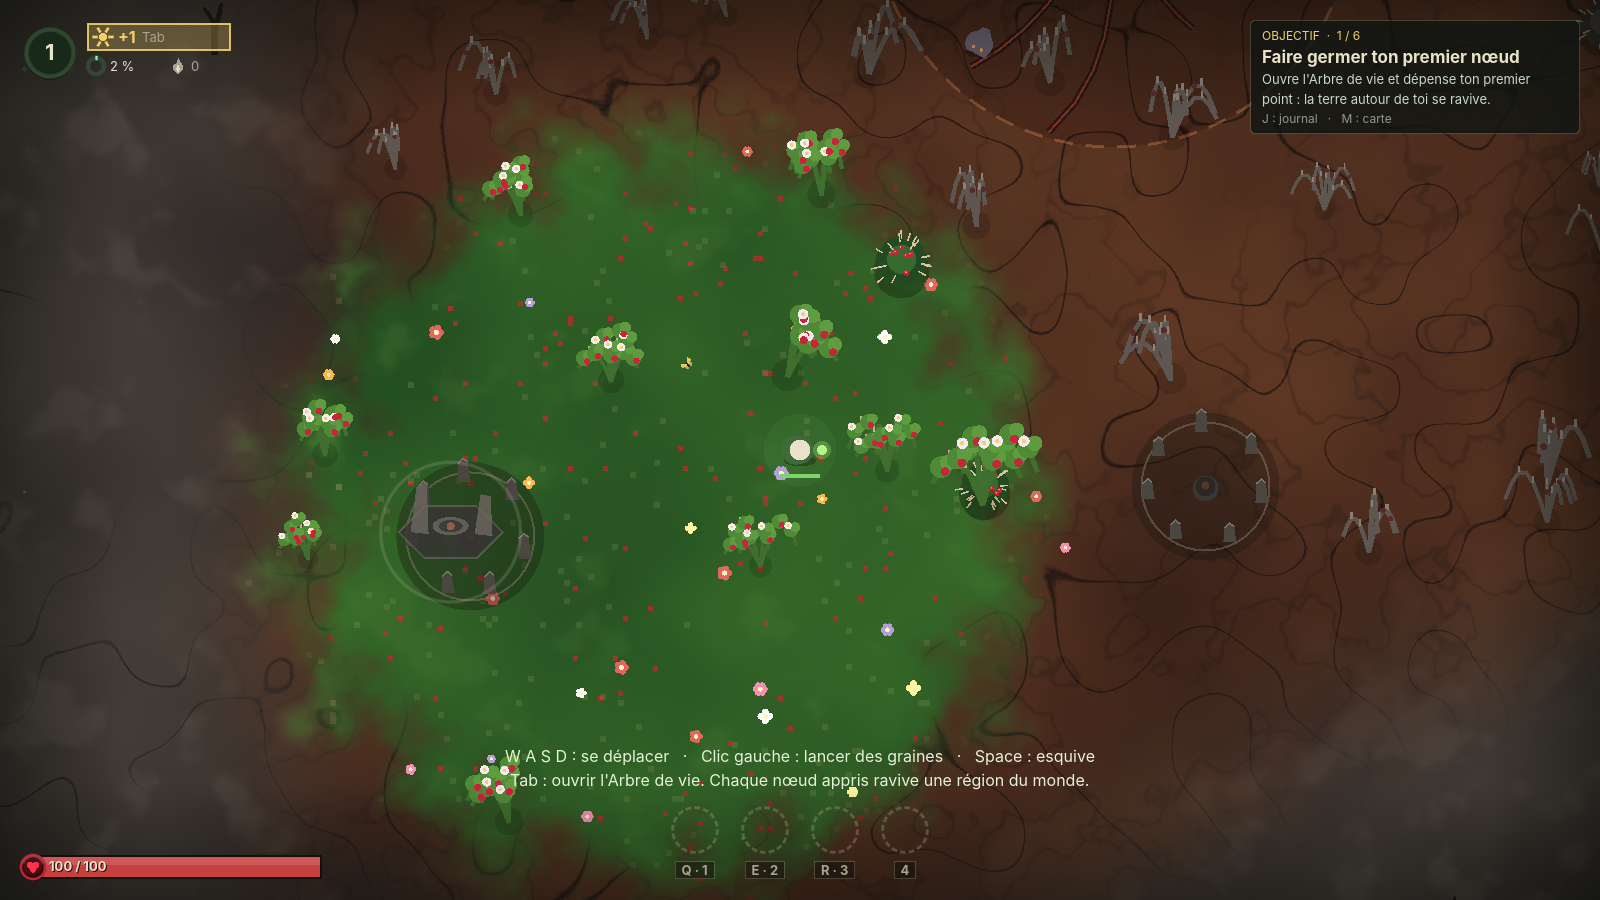 1
+1 Tab
2 % 0
OBJECTIF · 1 / 6
Faire germer ton premier nœud
Ouvre l'Arbre de vie et dépense ton premier
point : la terre autour de toi se ravive.
J : journal · M : carte
W A S D : se déplacer · Clic gauche : lancer des graines · Space : esquive
Tab : ouvrir l'Arbre de vie. Chaque nœud appris ravive une région du monde.
100 / 100
Q · 1 E · 2 R · 3 4